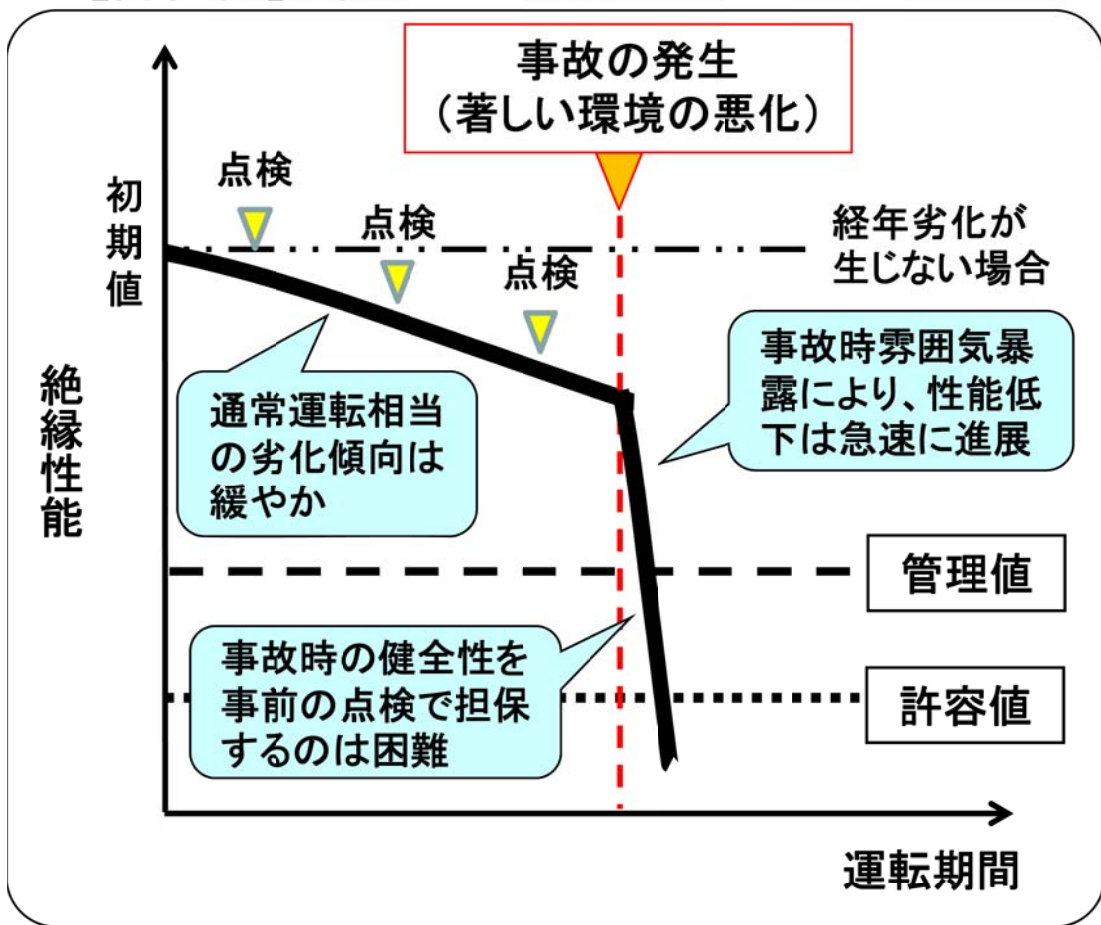 事故の発生
（著しい環境の悪化）
点検
点検
点検
初期値
経年劣化が
生じない場合
絶縁性能
通常運転相当
の劣化傾向は
緩やか
事故時雰囲気暴
露により、性能低
下は急速に進展
管理値
事故時の健全性を
事前の点検で担保
するのは困難
許容値
運転期間